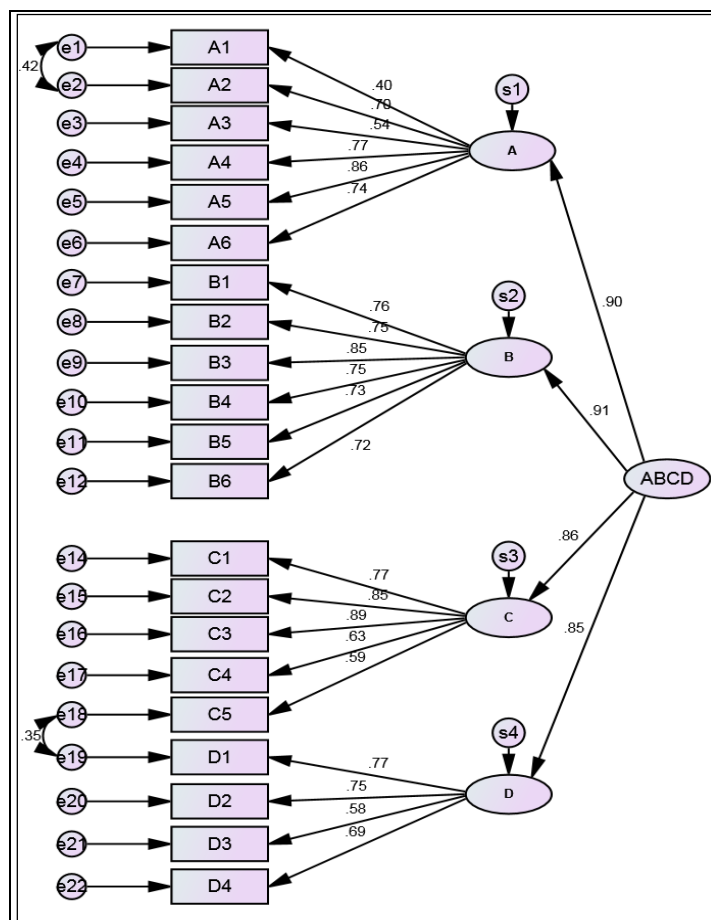 e1 A1
.42
e2 A2
.40
s1
.70
e3 A3
.54
A
e4 A4
.77
e5 A5
.86
e6 A6
.74
e7 B1
s2
.90
.76
e8 B2
.75
e9 B3
.85
B
e10 B4
.75
.73
.91
e11 B5
.72
e12 B6
ABCD
e14 C1
s3
.86
.77
e15 C2
.85
e16 C3
.89
C
.63
e17 C4
.59
.85
e18 C5
.35
e19 D1
s4
.77
e20 D2
.75
D
.58
e21 D3
.69
e22 D4